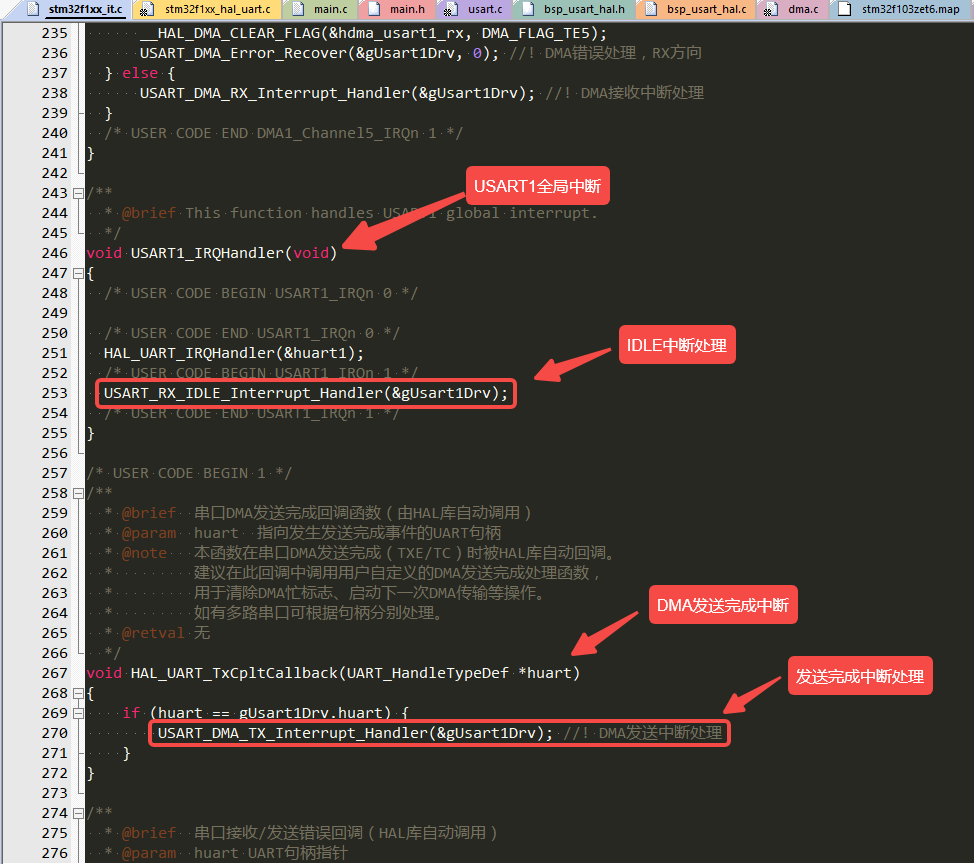 stm32f1xx_it.c stm32f1xx_hal_uart.c main.c main.h usart.c bsp_usart_hal.h bsp_usart_hal.c dma.c stm32f103zet6.map
235 __HAL_DMA_CLEAR_FLAG(&hdma_usart1_rx, DMA_FLAG_TE5);
236 USART_DMA_Error_Recover(&gUsart1Drv, 0); //! DMA错误处理，RX方向
237 } else {
238 USART_DMA_RX_Interrupt_Handler(&gUsart1Drv); //! DMA接收中断处理
239 }
240 /* USER CODE END DMA1_Channel5_IRQn 1 */
241 }
242
USART1全局中断
243 /**
244 * @brief This function handles USART1 global interrupt.
245 */
246 void USART1_IRQHandler(void)
247 {
248 /* USER CODE BEGIN USART1_IRQn 0 */
249
250 /* USER CODE END USART1_IRQn 0 */
IDLE中断处理
251 HAL_UART_IRQHandler(&huart1);
252 /* USER CODE BEGIN USART1_IRQn 1 */
253 USART_RX_IDLE_Interrupt_Handler(&gUsart1Drv);
254 /* USER CODE END USART1_IRQn 1 */
255 }
256
257 /* USER CODE BEGIN 1 */
258 /**
259 * @brief 串口DMA发送完成回调函数（由HAL库自动调用）
260 * @param huart 指向发生发送完成事件的UART句柄
261 * @note 本函数在串口DMA发送完成（TXE/TC）时被HAL库自动回调。
262 * 建议在此回调中调用用户自定义的DMA发送完成处理函数，
263 * 用于清除DMA忙标志、启动下一次DMA传输等操作。
DMA发送完成中断
264 * 如有多路串口可根据句柄分别处理。
265 * @retval 无
266 */
267 void HAL_UART_TxCpltCallback(UART_HandleTypeDef *huart)
发送完成中断处理
268 {
269 if (huart == gUsart1Drv.huart) {
270 USART_DMA_TX_Interrupt_Handler(&gUsart1Drv); //! DMA发送中断处理
271 }
272 }
273
274 /**
275 * @brief 串口接收/发送错误回调（HAL库自动调用）
276 * @param huart UART句柄指针